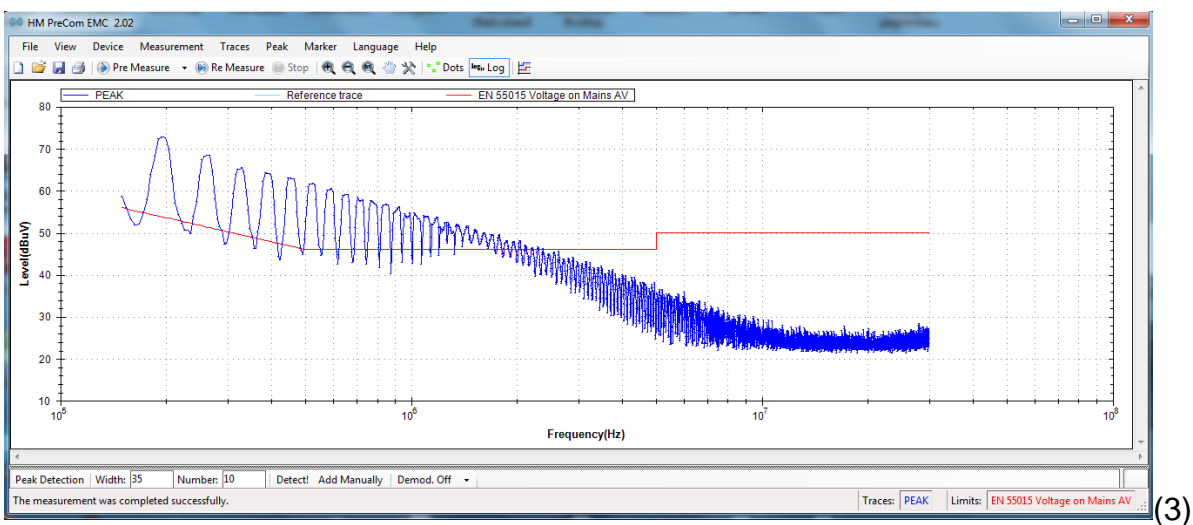 HM PreCom EMC 2.02
File View Device Measurement Traces Peak Marker Language Help
Pre Measure Re Measure Stop Dots Log
PEAK Reference trace EN 55015 Voltage on Mains AV
80
70
60
50
40
30
20
10
Level(dBuV)
10^5 10^6 10^7 10^8
Frequency(Hz)
Peak Detection Width: 35 Number: 10 Detect! Add Manually Demod. Off
The measurement was completed successfully. Traces: PEAK Limits: EN 55015 Voltage on Mains AV
(3)